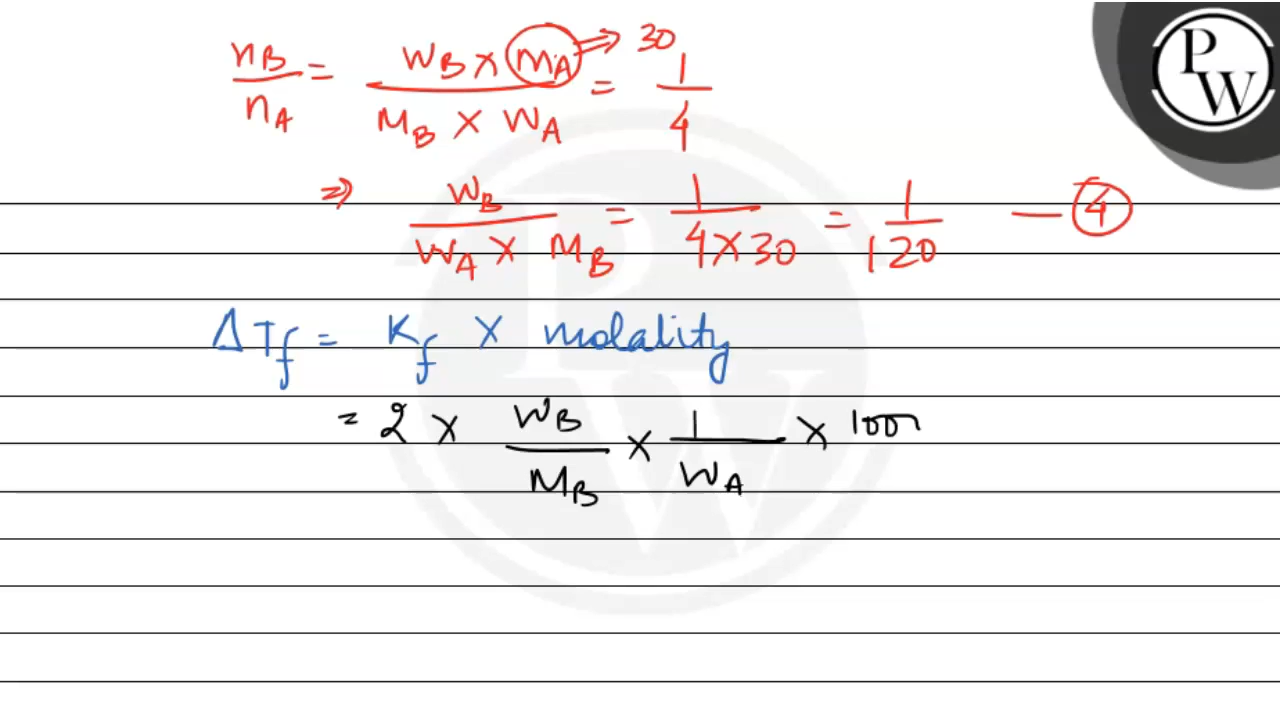 nB/nA = WB × MA / MB × WA = 1/4 ⇒ 30
⇒ WB / WA × MB = 1 / 4×30 = 1/120 — ④
ΔTf = Kf × molality
= 2 × WB/MB × 1/WA × 1000
PW
PW